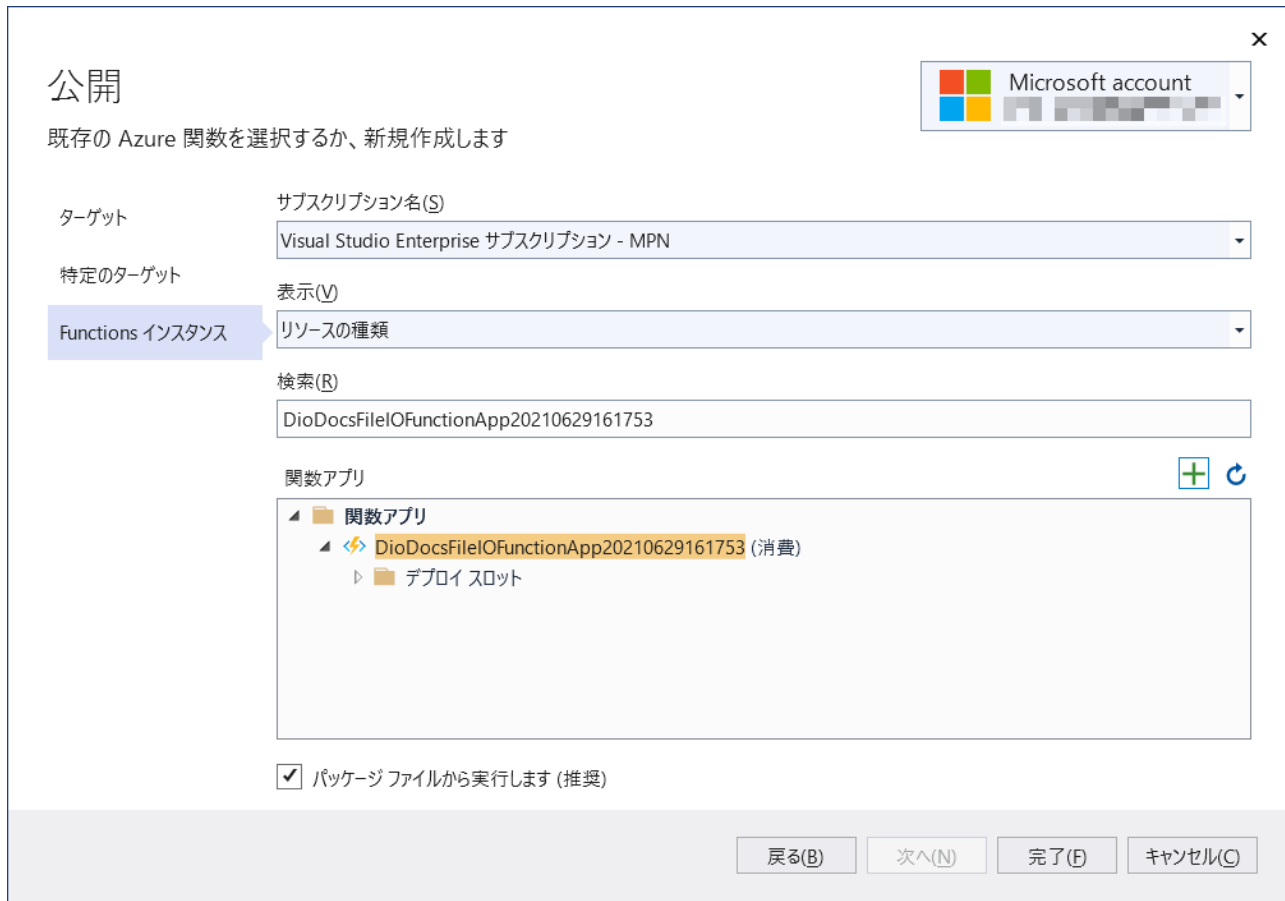 公開
Microsoft account
既存の Azure 関数を選択するか、新規作成します
ターゲット
特定のターゲット
Functions インスタンス
サブスクリプション名(S)
Visual Studio Enterprise サブスクリプション - MPN
表示(V)
リソースの種類
検索(R)
DioDocsFileIOFunctionApp20210629161753
関数アプリ
関数アプリ
DioDocsFileIOFunctionApp20210629161753 (消費)
デプロイ スロット
パッケージ ファイルから実行します (推奨)
戻る(B)
次へ(N)
完了(F)
キャンセル(C)